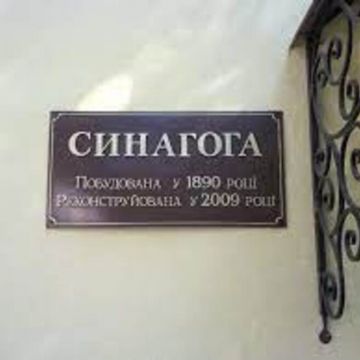 СИНАГОГА
ПОБУДОВАНА У 1890 РОЦІ
РЕКОНСТРУЙОВАНА У 2009 РОЦІ